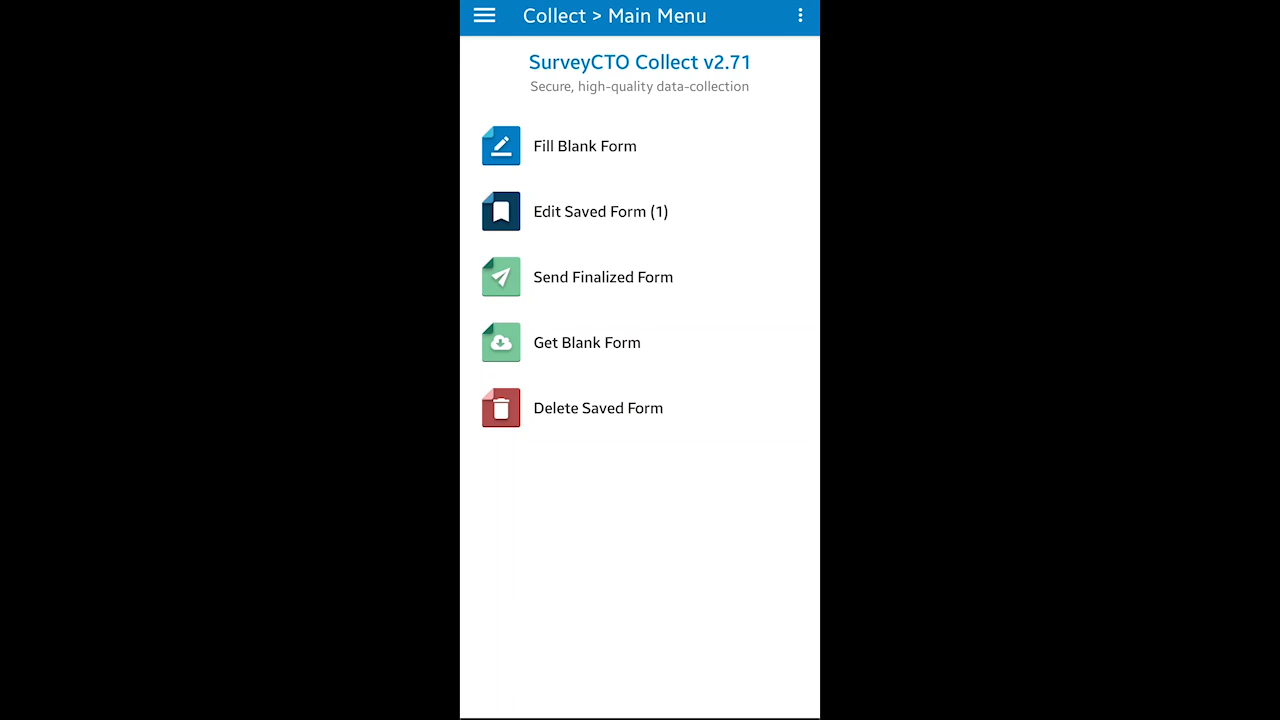 Collect > Main Menu
SurveyCTO Collect v2.71
Secure, high-quality data-collection
Fill Blank Form
Edit Saved Form (1)
Send Finalized Form
Get Blank Form
Delete Saved Form